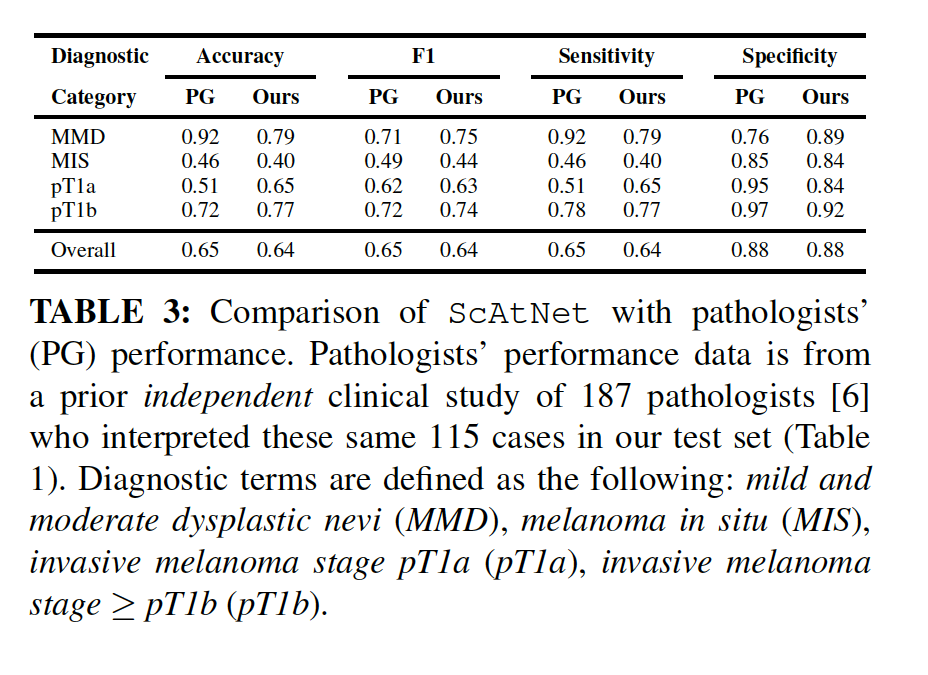 Diagnostic Accuracy F1 Sensitivity Specificity
Category PG Ours PG Ours PG Ours PG Ours
MMD 0.92 0.79 0.71 0.75 0.92 0.79 0.76 0.89
MIS 0.46 0.40 0.49 0.44 0.46 0.40 0.85 0.84
pT1a 0.51 0.65 0.62 0.63 0.51 0.65 0.95 0.84
pT1b 0.72 0.77 0.72 0.74 0.78 0.77 0.97 0.92
Overall 0.65 0.64 0.65 0.64 0.65 0.64 0.88 0.88
TABLE 3: Comparison of ScAtNet with pathologists’
(PG) performance. Pathologists’ performance data is from
a prior independent clinical study of 187 pathologists [6]
who interpreted these same 115 cases in our test set (Table
1). Diagnostic terms are defined as the following: mild and
moderate dysplastic nevi (MMD), melanoma in situ (MIS),
invasive melanoma stage pT1a (pT1a), invasive melanoma
stage ≥ pT1b (pT1b).